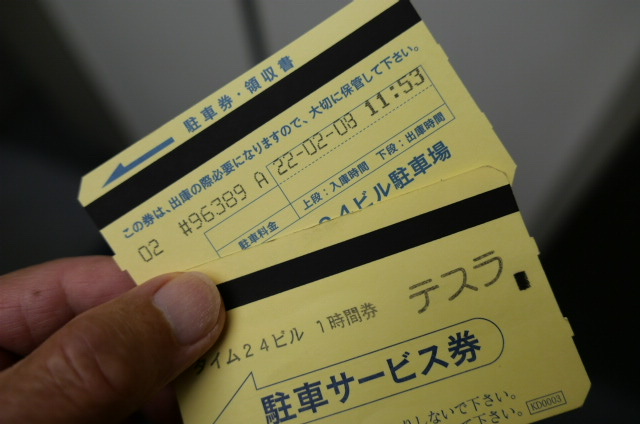 駐車券・領収書
この券は、出庫の際必要になりますので、大切に保管して下さい。
02 #96389 A 22-02-08 11:53
上段：入庫時間 下段：出庫時間
駐車料金
24ビル駐車場
テスラ
タイム24ビル 1時間券
駐車サービス券
しないで下さい。
て下さい。
KD0003